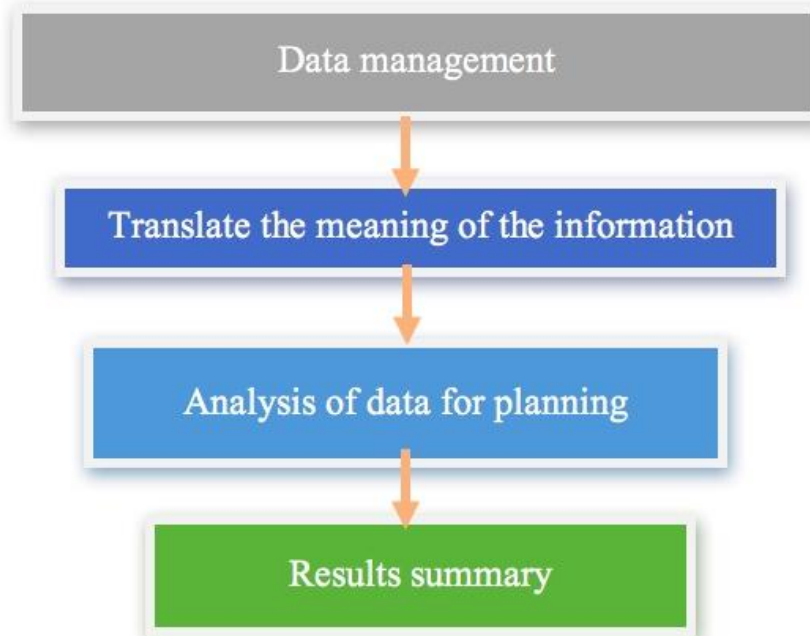 Data management
Translate the meaning of the information
Analysis of data for planning
Results summary